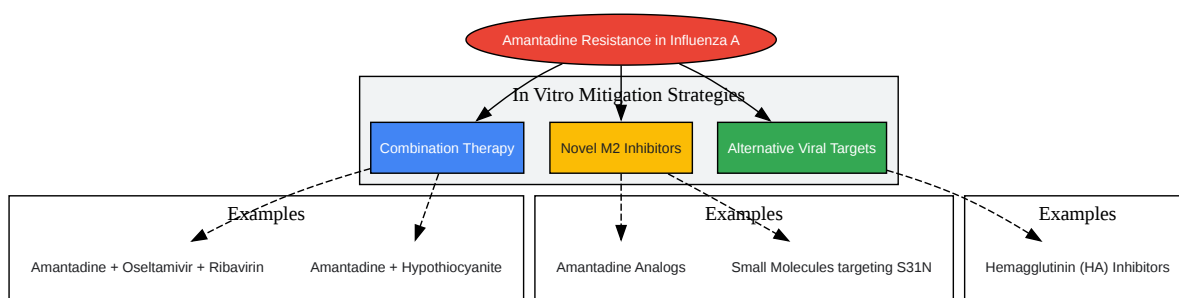 Amantadine Resistance in Influenza A
In Vitro Mitigation Strategies
Combination Therapy
Novel M2 Inhibitors
Alternative Viral Targets
Examples
Examples
Examples
Amantadine + Oseltamivir + Ribavirin
Amantadine + Hypothiocyanite
Amantadine Analogs
Small Molecules targeting S31N
Hemagglutinin (HA) Inhibitors